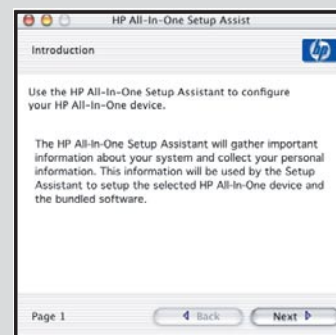 HP All-In-One Setup Assist
Introduction
hp
Use the HP All-In-One Setup Assistant to configure
your HP All-In-One device.
The HP All-In-One Setup Assistant will gather important
information about your system and collect your personal
information. This information will be used by the Setup
Assistant to setup the selected HP All-In-One device and
the bundled software.
Page 1
Back
Next